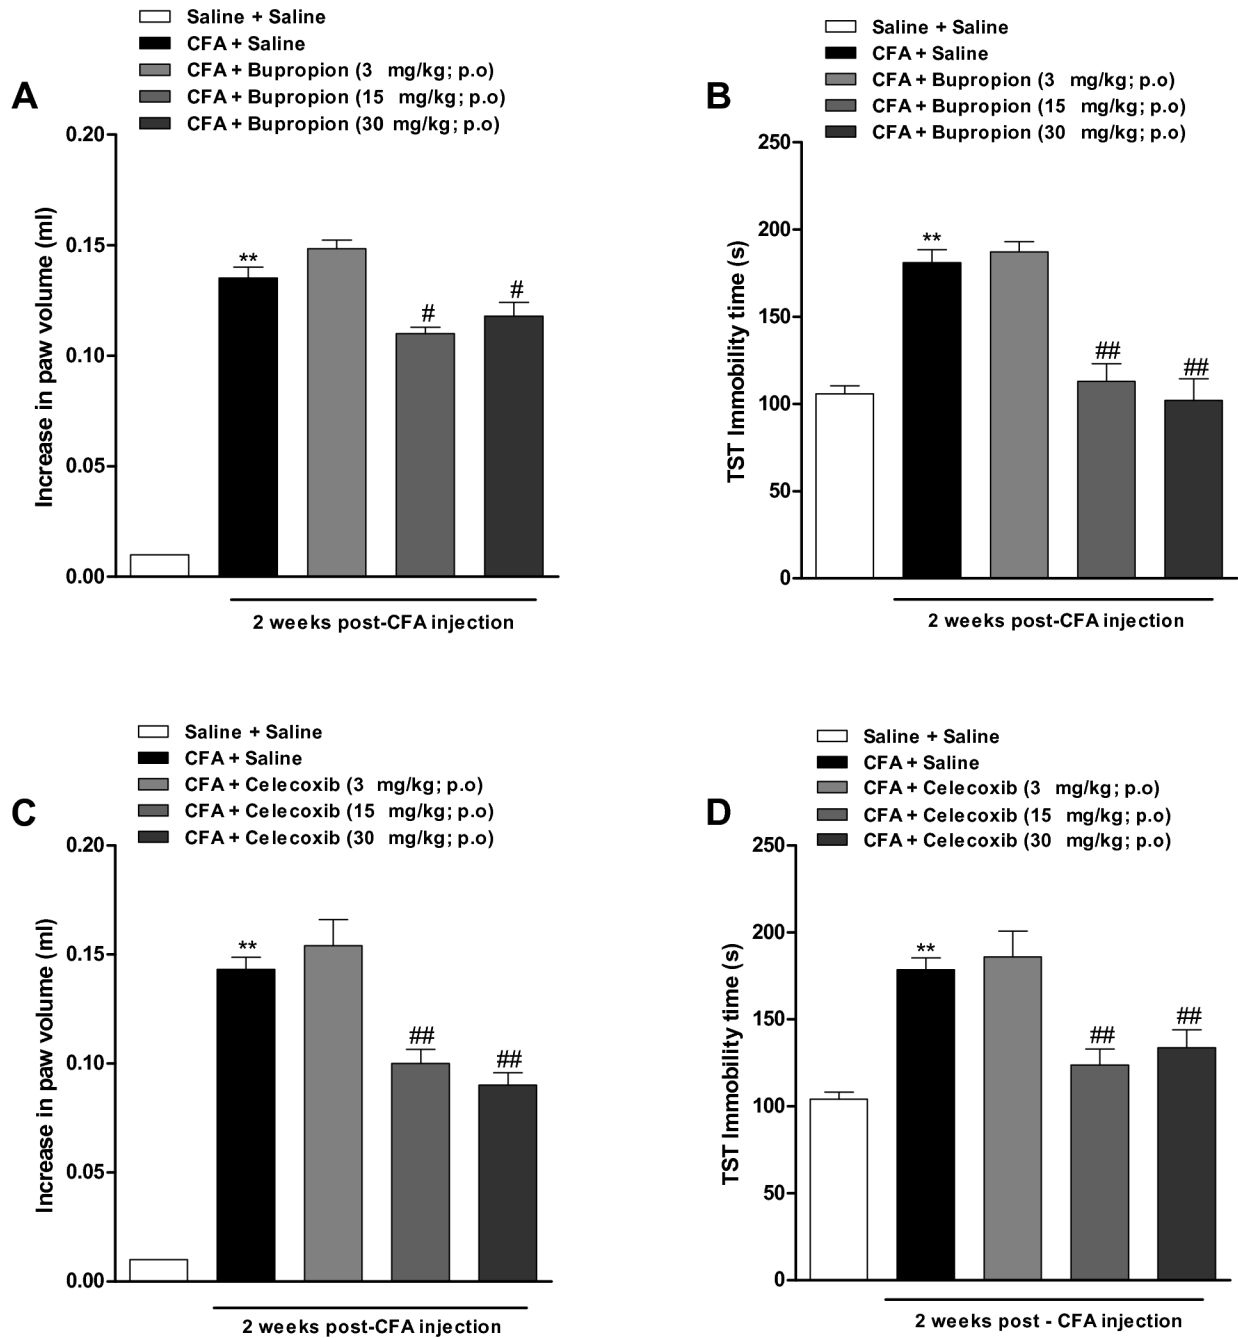 A
Saline + Saline
CFA + Saline
CFA + Bupropion (3 mg/kg; p.o)
CFA + Bupropion (15 mg/kg; p.o)
CFA + Bupropion (30 mg/kg; p.o)
Increase in paw volume (ml)
0.20
0.15
0.10
0.05
0.00
**
#
#
2 weeks post-CFA injection
B
Saline + Saline
CFA + Saline
CFA + Bupropion (3 mg/kg; p.o)
CFA + Bupropion (15 mg/kg; p.o)
CFA + Bupropion (30 mg/kg; p.o)
TST Immobility time (s)
250
200
150
100
50
0
**
##
##
2 weeks post-CFA injection
C
Saline + Saline
CFA + Saline
CFA + Celecoxib (3 mg/kg; p.o)
CFA + Celecoxib (15 mg/kg; p.o)
CFA + Celecoxib (30 mg/kg; p.o)
Increase in paw volume (ml)
0.20
0.15
0.10
0.05
0.00
**
##
##
2 weeks post-CFA injection
D
Saline + Saline
CFA + Saline
CFA + Celecoxib (3 mg/kg; p.o)
CFA + Celecoxib (15 mg/kg; p.o)
CFA + Celecoxib (30 mg/kg; p.o)
TST Immobility time (s)
250
200
150
100
50
0
**
##
##
2 weeks post - CFA injection